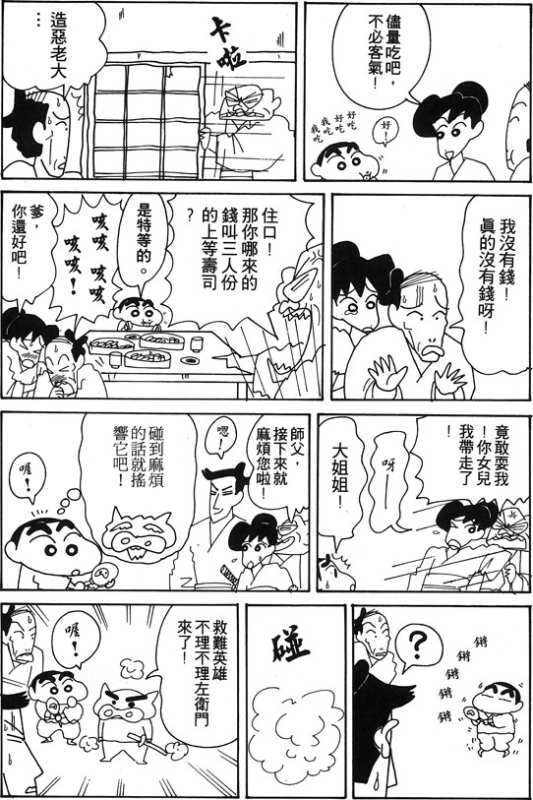 儘量吃吧，
不必客氣！
好！
好吃
好吃
我吃
我吃
卡啦
造惡老大
…
我沒有錢！
真的沒有錢呀！
住口！
那你哪來的
錢叫三人份
的上等壽司
？
是特等的。
咳咳 咳咳
咳咳！
爹，
你還好吧！
竟敢耍我
！你女兒
我帶走了
！
呀——
大姐姐！
師父，
接下來就
麻煩您啦！
嗯！
碰到麻煩
的話就搖
響它吧！
喔！
鏘
鏘
鏘
鏘
？
碰
救難英雄
不理不理左衛門
來了！
喔！